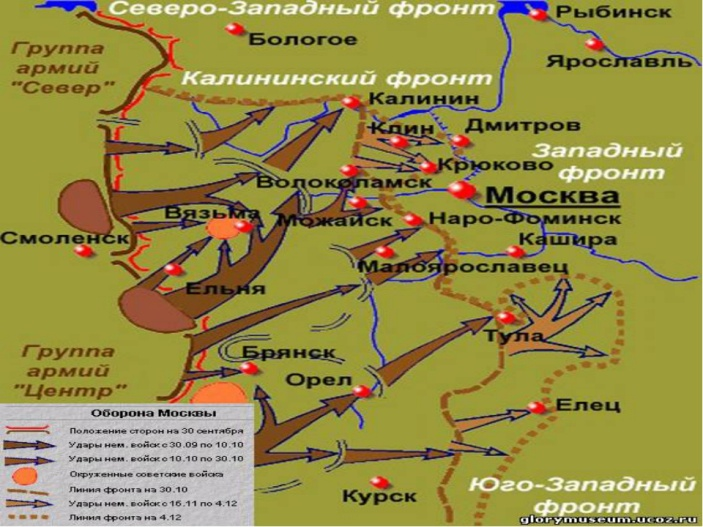 Северо-Западный фронт
Рыбинск
Группа
армий
"Север"
Бологое
Ярославль
Калининский фронт
Калинин
Клин
Дмитров
Западный
фронт
Крюково
Волоколамск
Москва
Вязьма
Можайск
Наро-Фоминск
Смоленск
Кашира
Малоярославец
Ельня
Тула
Группа
армий
"Центр"
Брянск
Орел
Елец
Курск
Юго-Западный
фронт
Оборона Москвы
Положение сторон на 30 сентября
Удары нем. войск с 30.09 по 10.10
Удары нем. войск с 10.10 по 30.10
Окруженные советские войска
Линия фронта на 30.10
Удары нем. войск с 16.11 по 4.12
Линия фронта на 4.12
glorymuseum.ucoz.ru